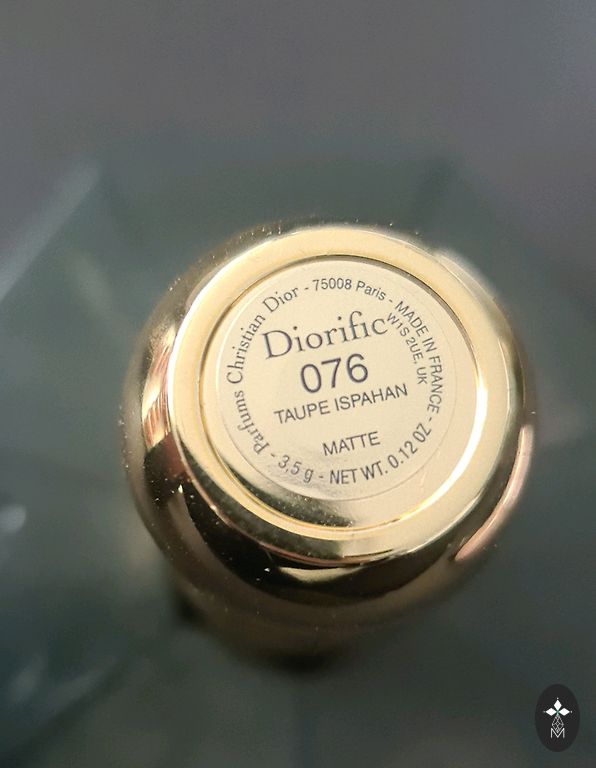 Parfums Christian Dior - 75008 Paris - MADE IN FRANCE - 3,5 g - NET WT. 0.12 OZ -
W1S 2UE, UK
Diorific
076
TAUPE ISPAHAN
MATTE
M